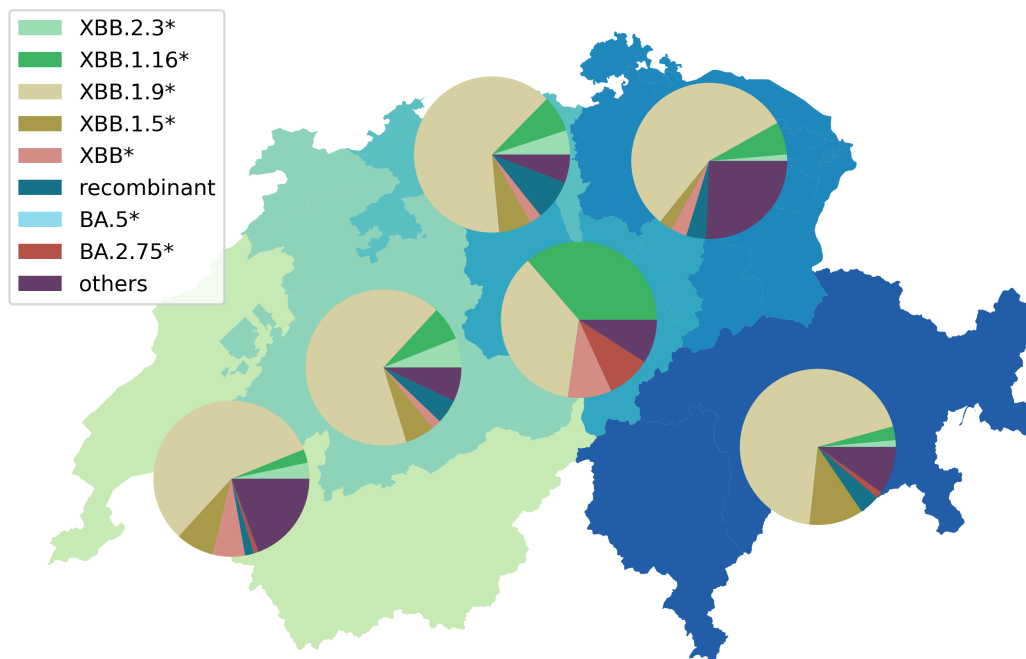 XBB.2.3*
XBB.1.16*
XBB.1.9*
XBB.1.5*
XBB*
recombinant
BA.5*
BA.2.75*
others